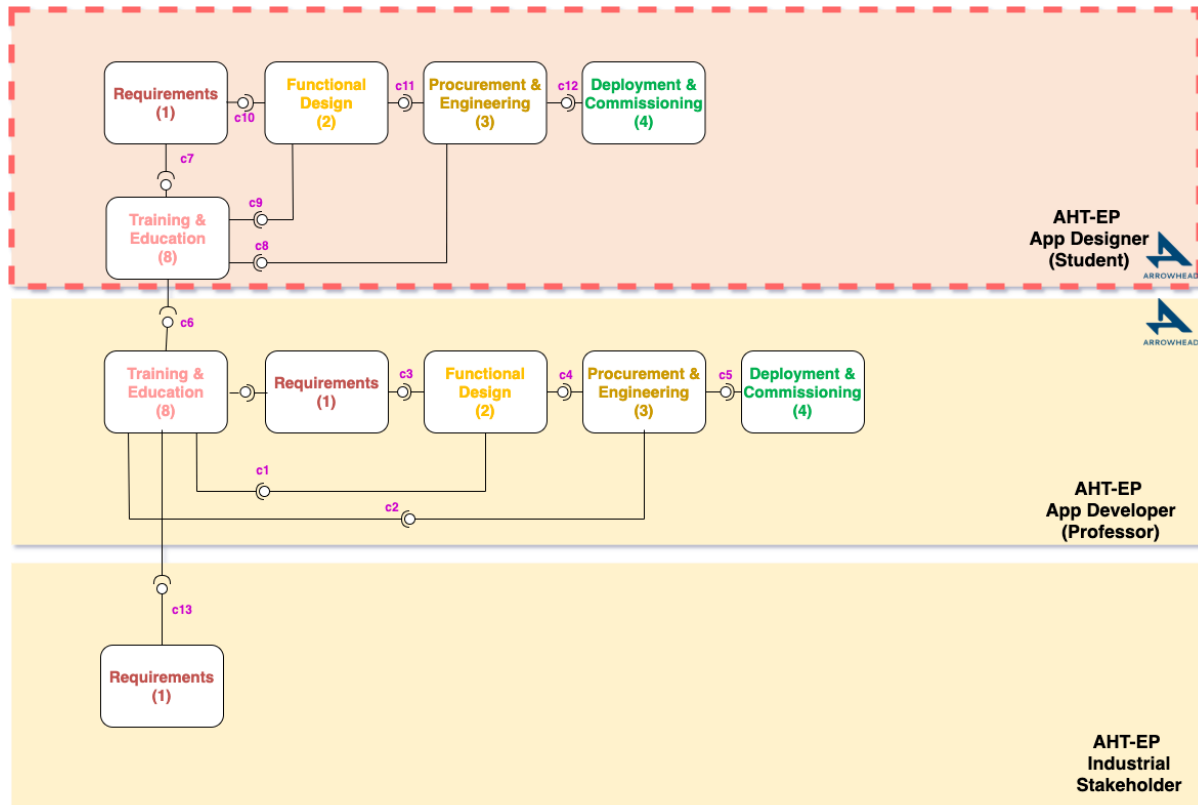 Requirements
(1)
c10
Functional
Design
(2)
c11
Procurement &
Engineering
(3)
c12
Deployment &
Commissioning
(4)
c7
c9
c8
Training &
Education
(8)
AHT-EP
App Designer
(Student)
ARROWHEAD
c6
ARROWHEAD
Training &
Education
(8)
Requirements
(1)
c3
Functional
Design
(2)
c4
Procurement &
Engineering
(3)
c5
Deployment &
Commissioning
(4)
c1
c2
AHT-EP
App Developer
(Professor)
c13
Requirements
(1)
AHT-EP
Industrial
Stakeholder